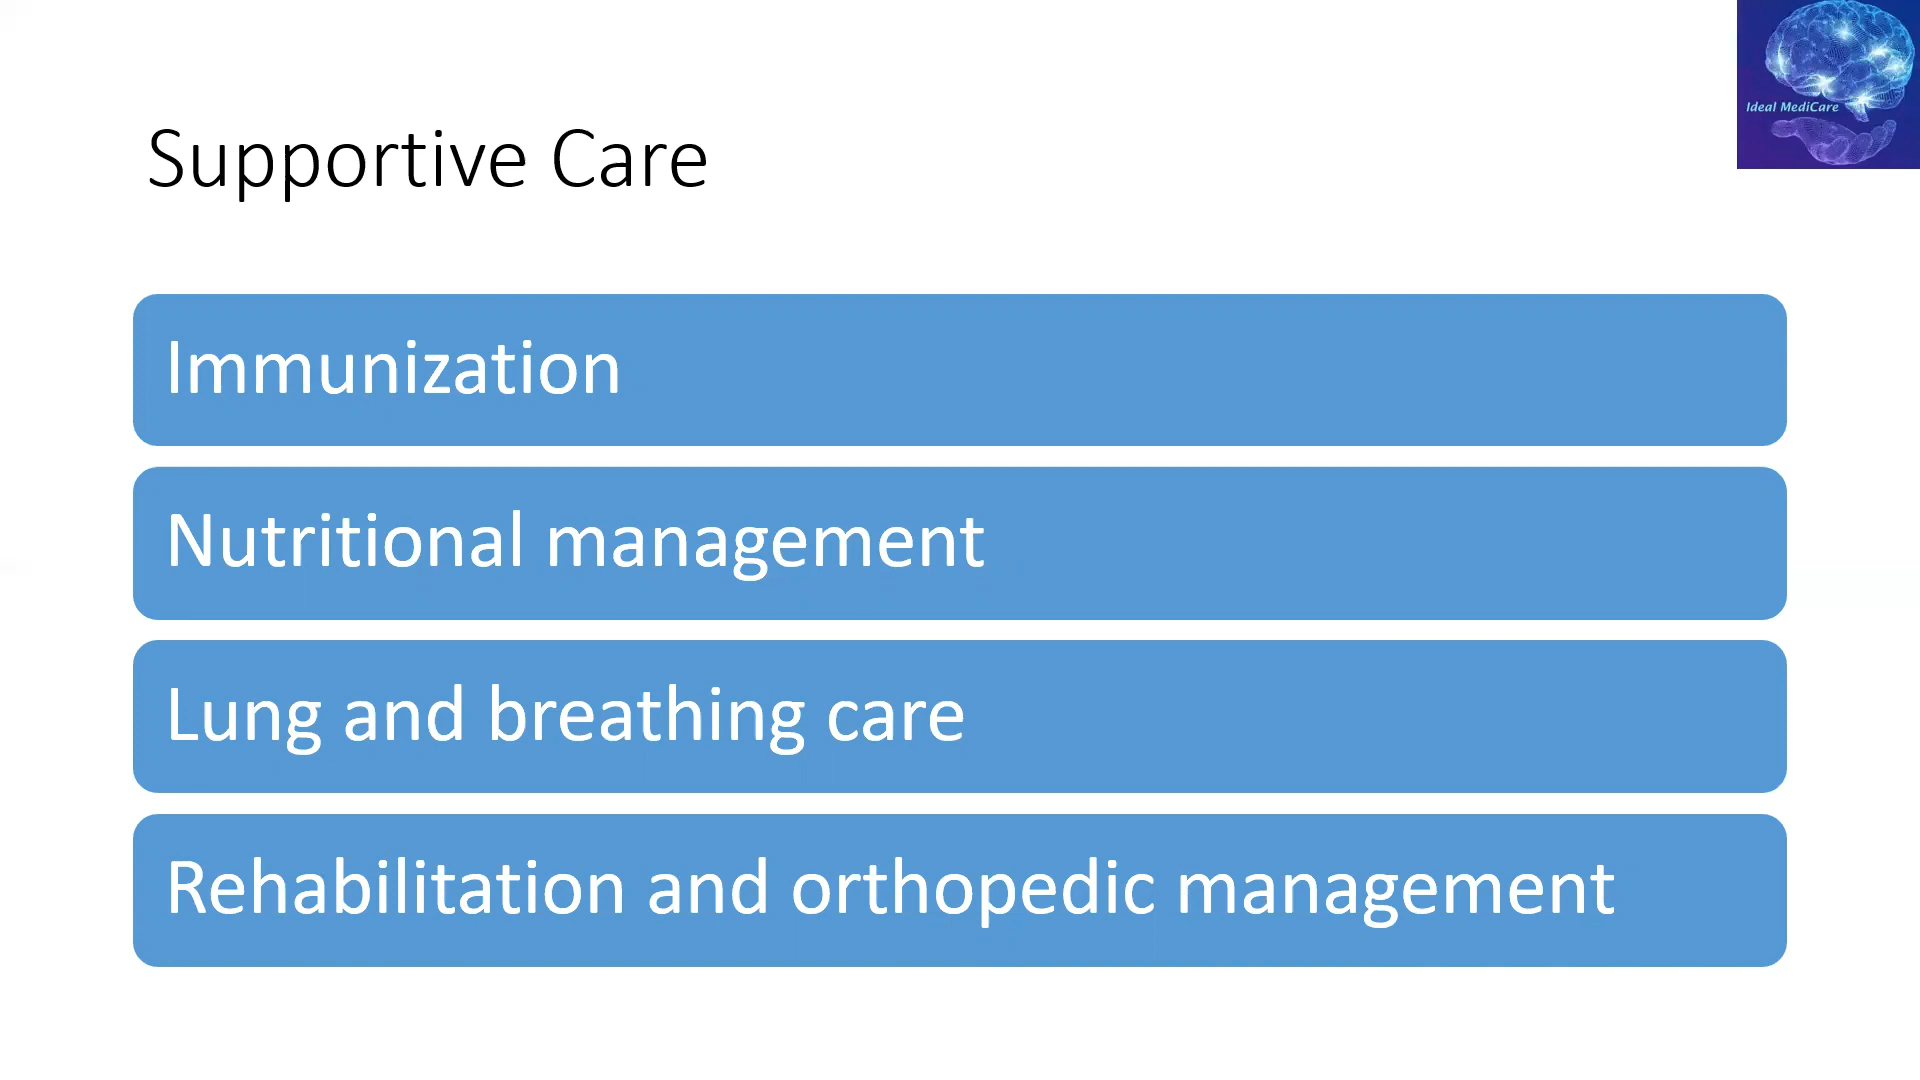 Ideal MediCare
Supportive Care
Immunization
Nutritional management
Lung and breathing care
Rehabilitation and orthopedic management